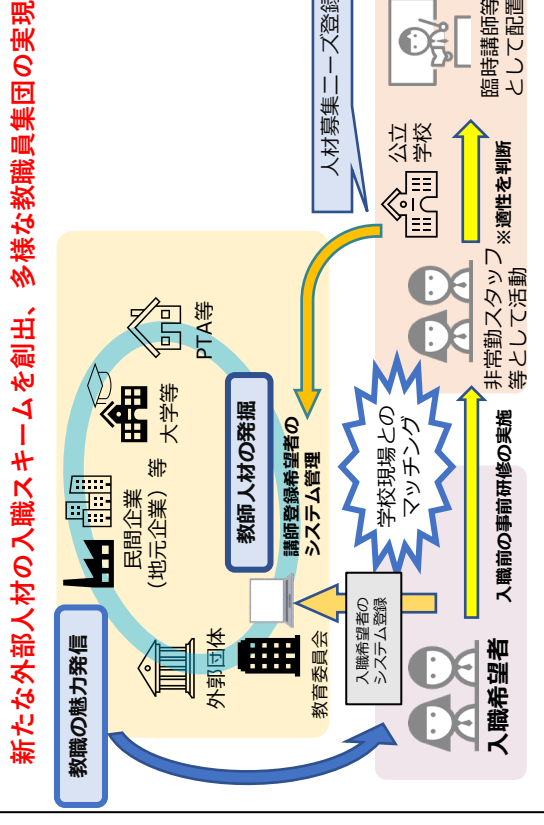 新たな外部人材の入職スキームを創出、多様な教職員集団の実現
教職の魅力発信
外郭団体
民間企業
（地元企業）等
大学等
PTA等
教育委員会
教師人材の発掘
講師登録希望者の
システム管理
人材募集ニーズ登録
入職希望者の
システム登録
学校現場との
マッチング
公立
学校
入職希望者
入職前の事前研修の実施
非常勤スタッフ
等として活動
※適性を判断
臨時講師等
として配置